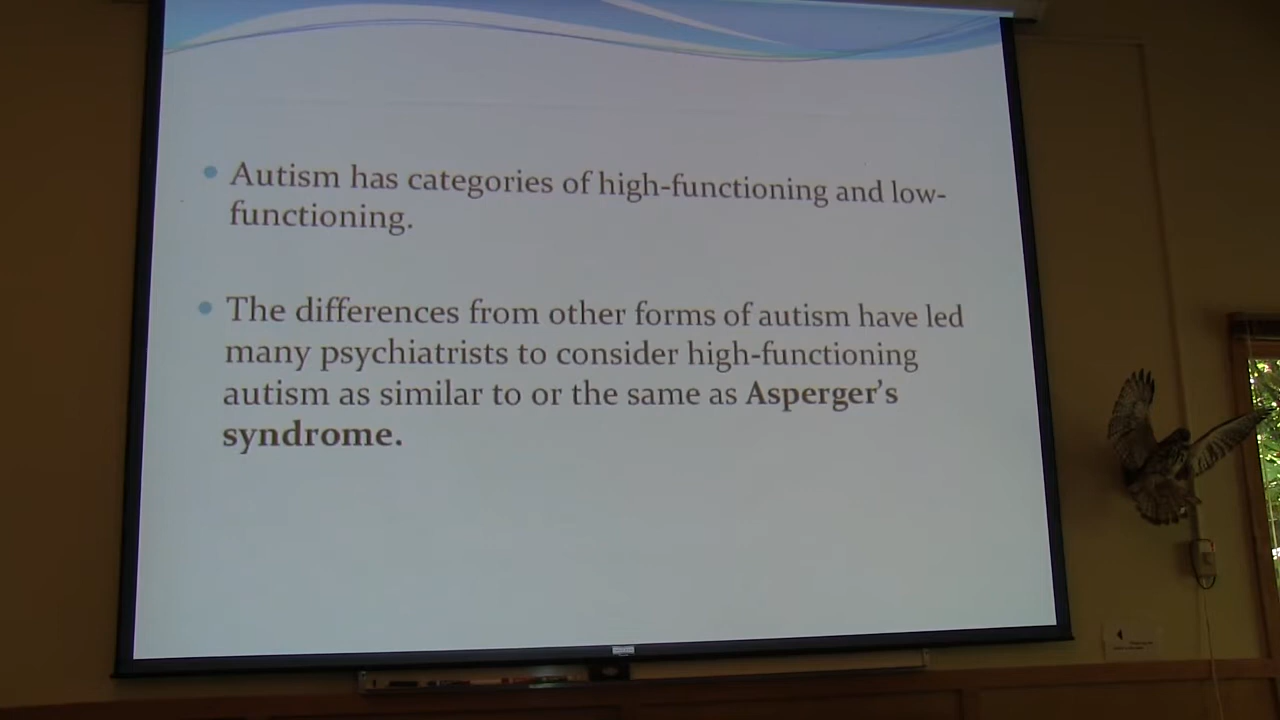 Autism has categories of high-functioning and low-
functioning.
The differences from other forms of autism have led
many psychiatrists to consider high-functioning
autism as similar to or the same as Asperger's
syndrome.